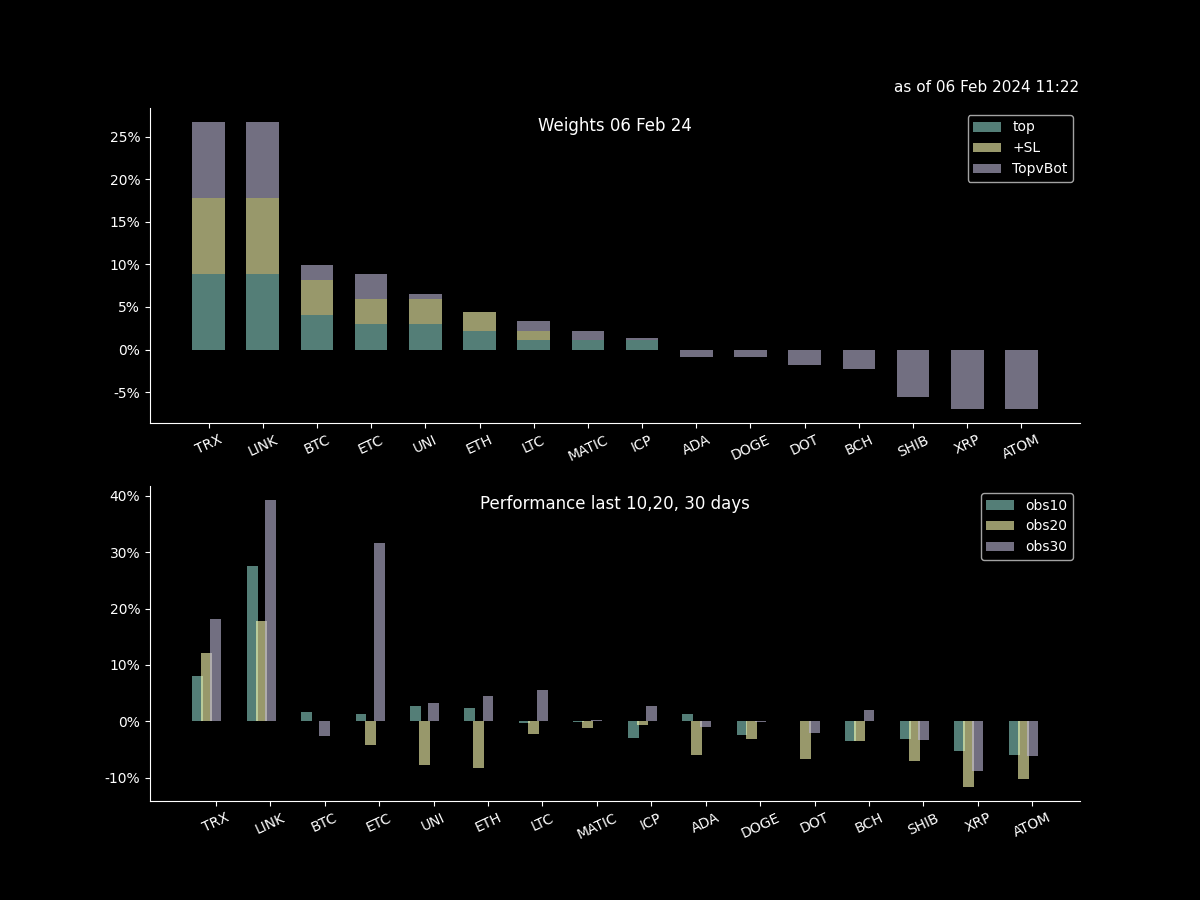 as of 06 Feb 2024 11:22
Weights 06 Feb 24
top
+SL
TopvBot
25%
20%
15%
10%
5%
0%
-5%
TRX LINK BTC ETC UNI ETH LTC MATIC ICP ADA DOGE DOT BCH SHIB XRP ATOM
Performance last 10,20, 30 days
obs10
obs20
obs30
40%
30%
20%
10%
0%
-10%
TRX LINK BTC ETC UNI ETH LTC MATIC ICP ADA DOGE DOT BCH SHIB XRP ATOM